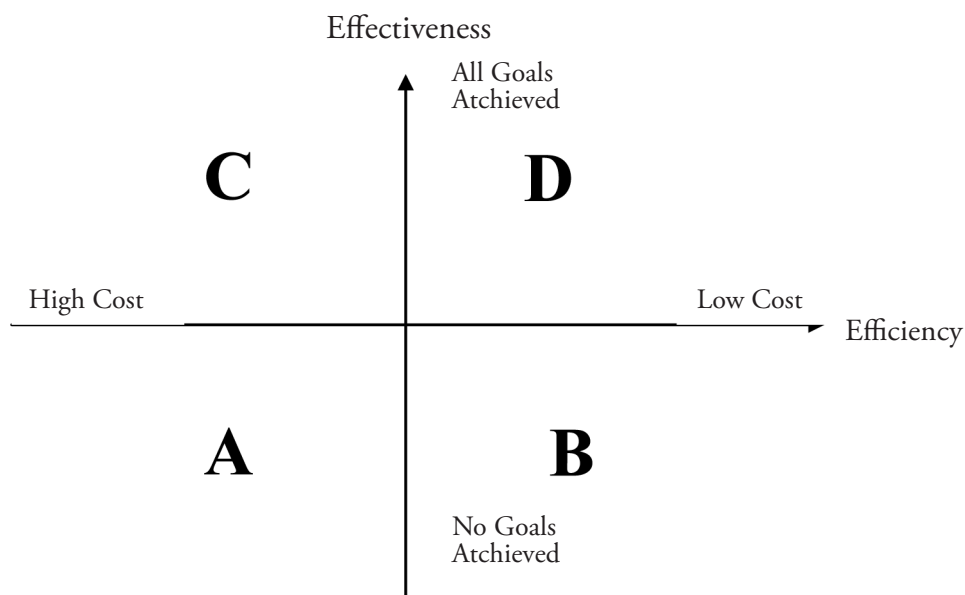 Effectiveness
All Goals
Atchieved
C
D
High Cost
Low Cost
Efficiency
A
B
No Goals
Atchieved